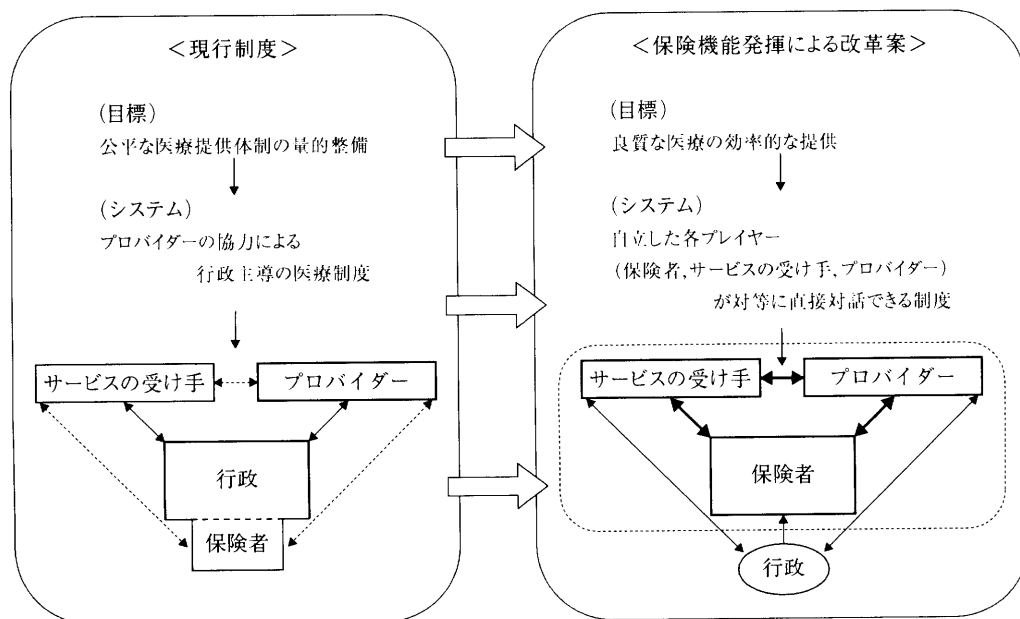 ＜現行制度＞
(目標)
公平な医療提供体制の量的整備
(システム)
プロバイダーの協力による
行政主導の医療制度
サービスの受け手
プロバイダー
行政
保険者
＜保険機能発揮による改革案＞
(目標)
良質な医療の効率的な提供
(システム)
自立した各プレイヤー
(保険者,サービスの受け手,プロバイダー)
が対等に直接対話できる制度
サービスの受け手
プロバイダー
保険者
行政